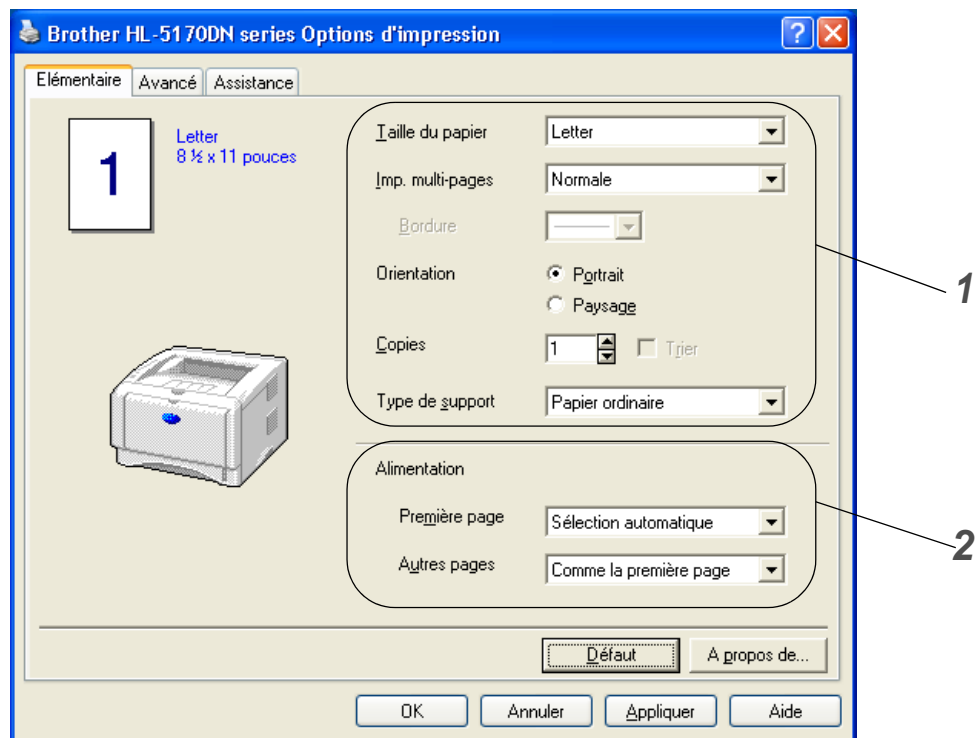 Brother HL-5170DN series Options d'impression
Elémentaire Avancé Assistance
1
Letter
8 ½ x 11 pouces
Taille du papier Letter
Imp. multi-pages Normale
Bordure
Orientation Portrait
Paysage
1
Copies 1 Trier
Type de support Papier ordinaire
Alimentation
Première page Sélection automatique
2
Autres pages Comme la première page
Défaut A propos de...
OK Annuler Appliquer Aide